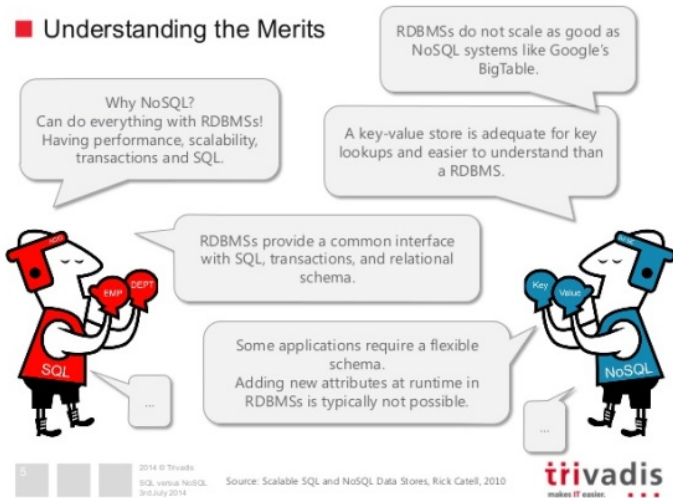 Understanding the Merits
RDBMSs do not scale as good as
NoSQL systems like Google's
BigTable.
Why NoSQL?
Can do everything with RDBMSs!
Having performance, scalability,
transactions and SQL.
A key-value store is adequate for key
lookups and easier to understand than
a RDBMS.
RDBMSs provide a common interface
with SQL, transactions, and relational
schema.
EMP
DEPT
SQL
Key
Value
NoSQL
Some applications require a flexible
schema.
Adding new attributes at runtime in
RDBMSs is typically not possible.
...
...
5
2014 © Trivadis
SQL versus NoSQL
3rd July 2014
Source: Scalable SQL and NoSQL Data Stores, Rick Catell, 2010
trivadis
makes IT easier.